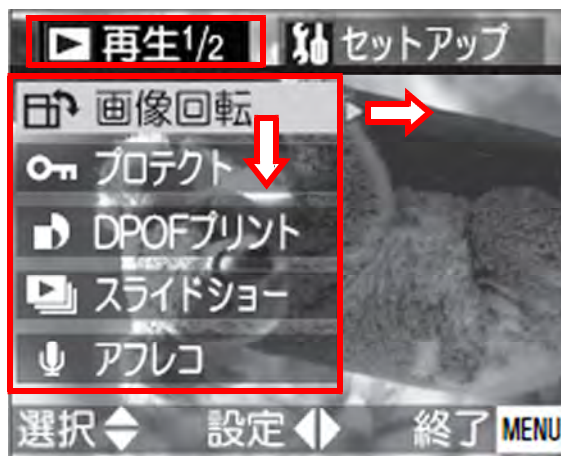 再生1/2 セットアップ
画像回転
プロテクト
DPOFプリント
スライドショー
アフレコ
選択 設定 終了 MENU